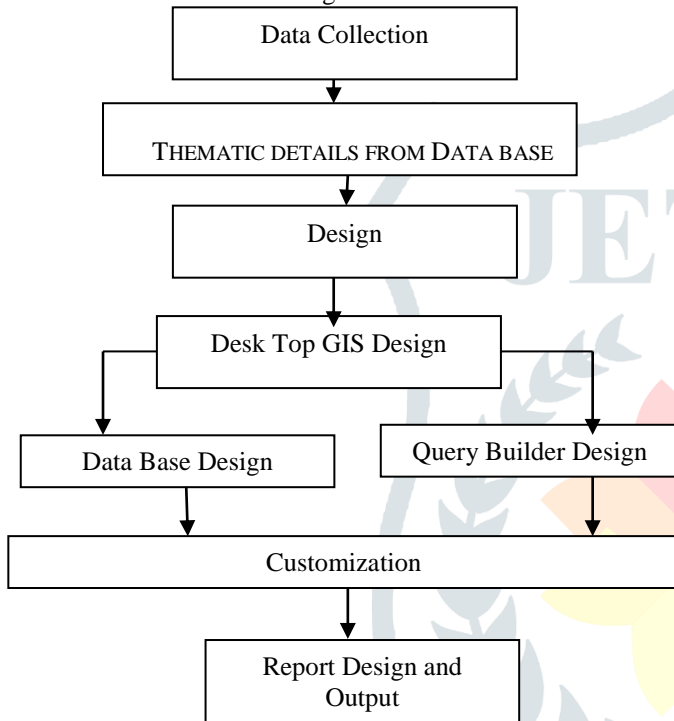 Data Collection
THEMATIC DETAILS FROM DATA BASE
Design
Desk Top GIS Design
Data Base Design
Query Builder Design
Customization
Report Design and
Output